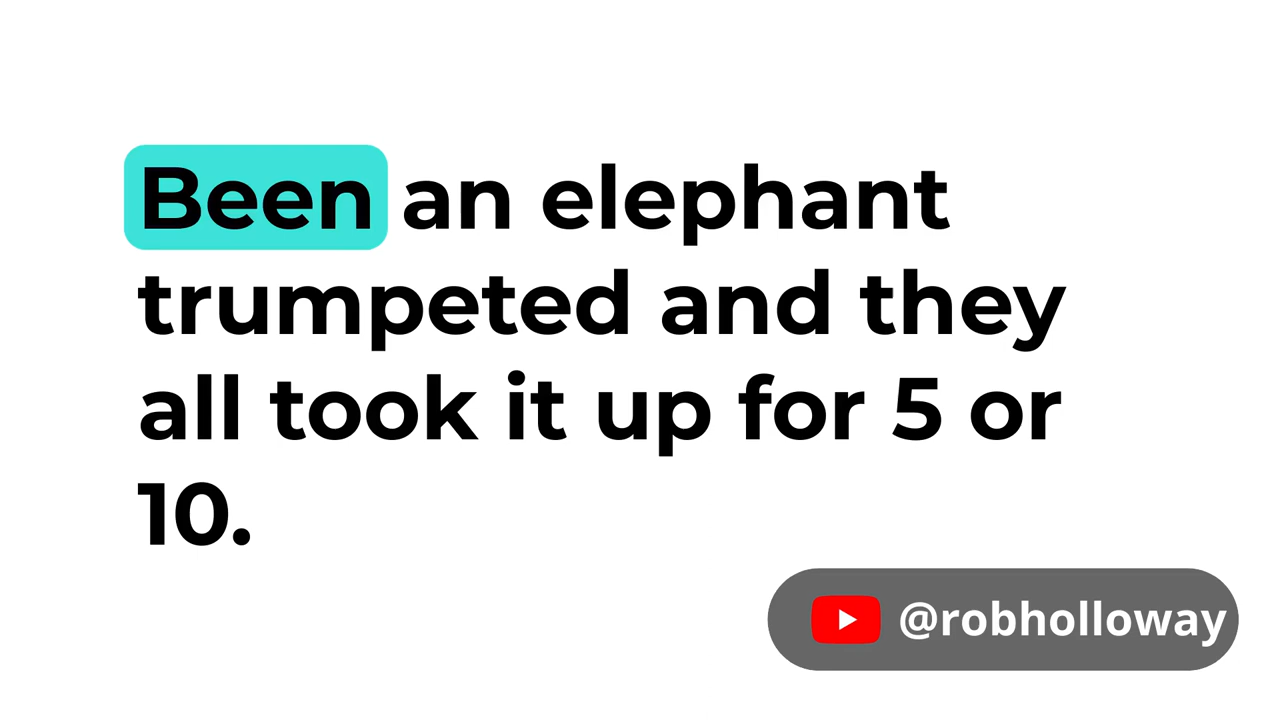 Been an elephant
trumpeted and they
all took it up for 5 or
10.
@robholloway